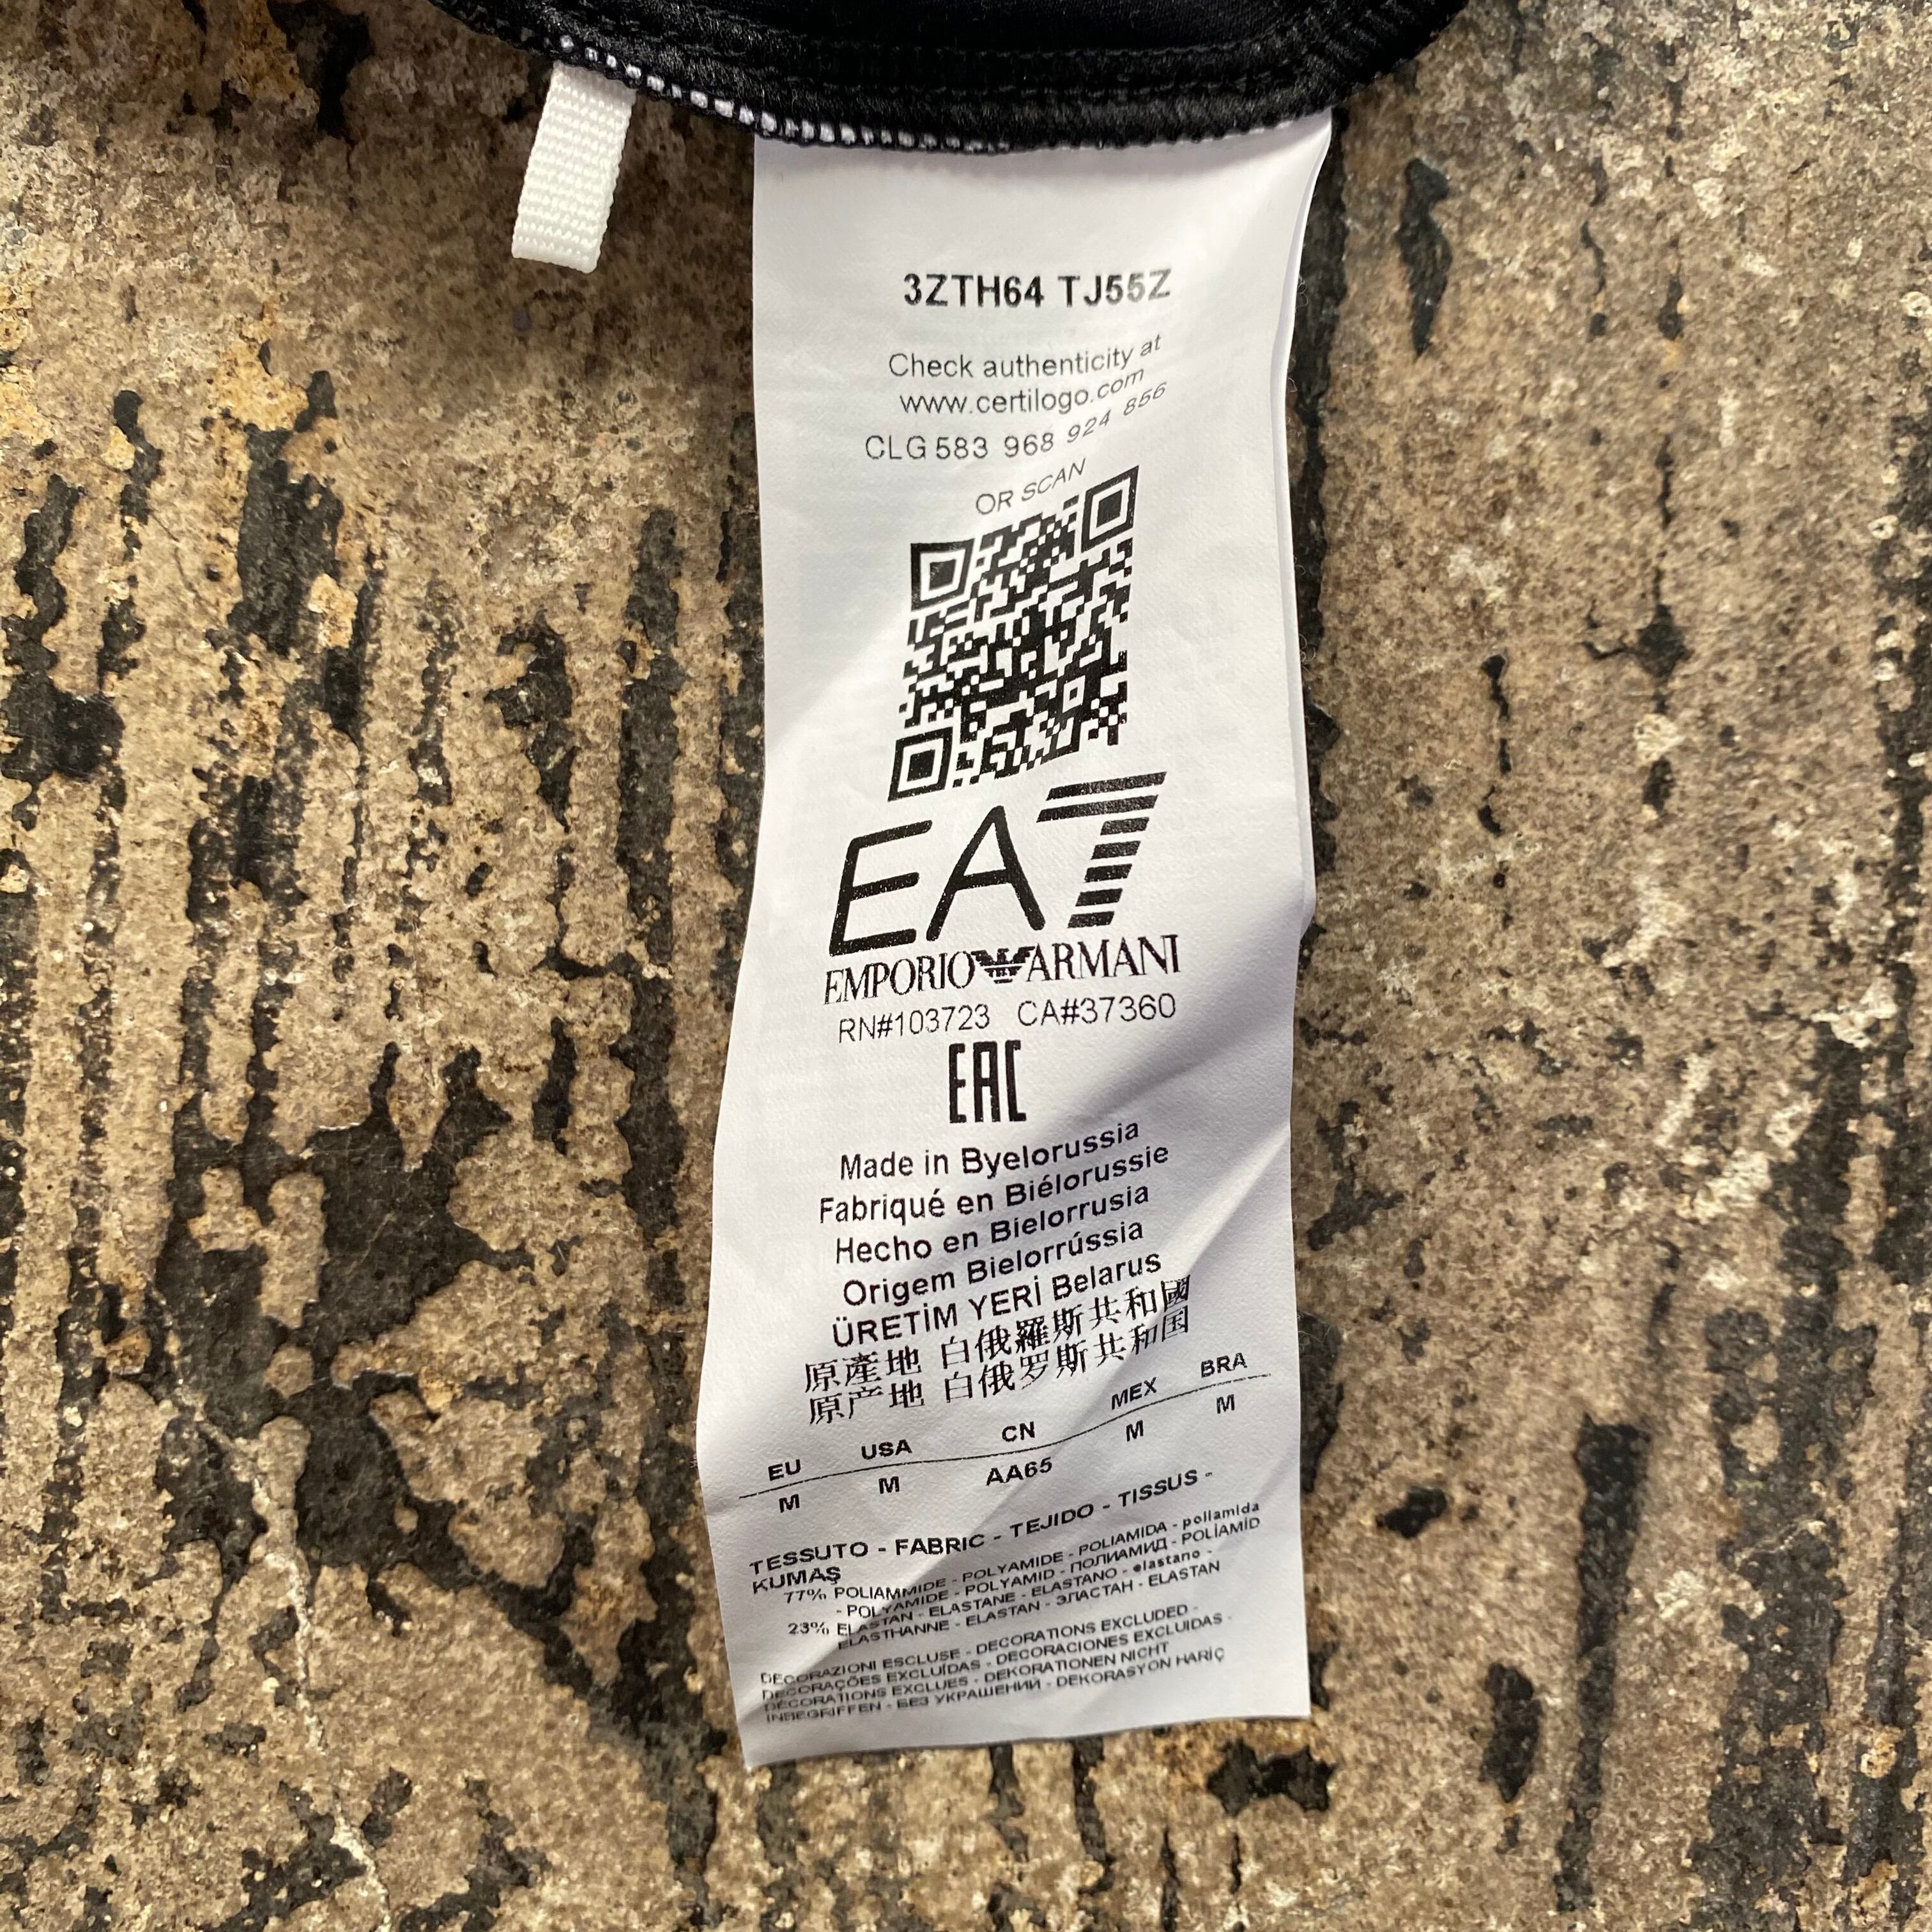 3ZTH64 TJ55Z
Check authenticity at
www.certilogo.com
CLG 583 968 924 856
OR SCAN
EA7
EMPORIO ARMANI
RN#103723 CA#37360
EAC
Made in Byelorussia
Fabriqué en Biélorussie
Hecho en Bielorrusia
Origem Bielorrússia
ÜRETİM YERİ Belarus
原產地 白俄羅斯共和國
原产地 白俄罗斯共和国
EU USA CN MEX BRA
M M AA65 M M
TESSUTO - FABRIC - TEJIDO - TISSUS -
KUMAŞ
77% POLIAMMIDE - POLYAMIDE - POLIAMIDA - poliamida
- POLYAMIDE - POLYAMID - ПОЛИАМИД - POLİAMİD
23% ELASTAN - ELASTANE - ELASTANO - elastano -
ELASTHANNE - ELASTAN - ЭЛАСТАН - ELASTAN
DECORAZIONI ESCLUSE - DECORATIONS EXCLUDED -
DECORAÇÕES EXCLUÍDAS - DECORACIONES EXCLUIDAS -
DÉCORATIONS EXCLUES - DEKORATIONEN NICHT
INBEGRIFFEN - БЕЗ УКРАШЕНИИ - DEKORASYON HARİÇ